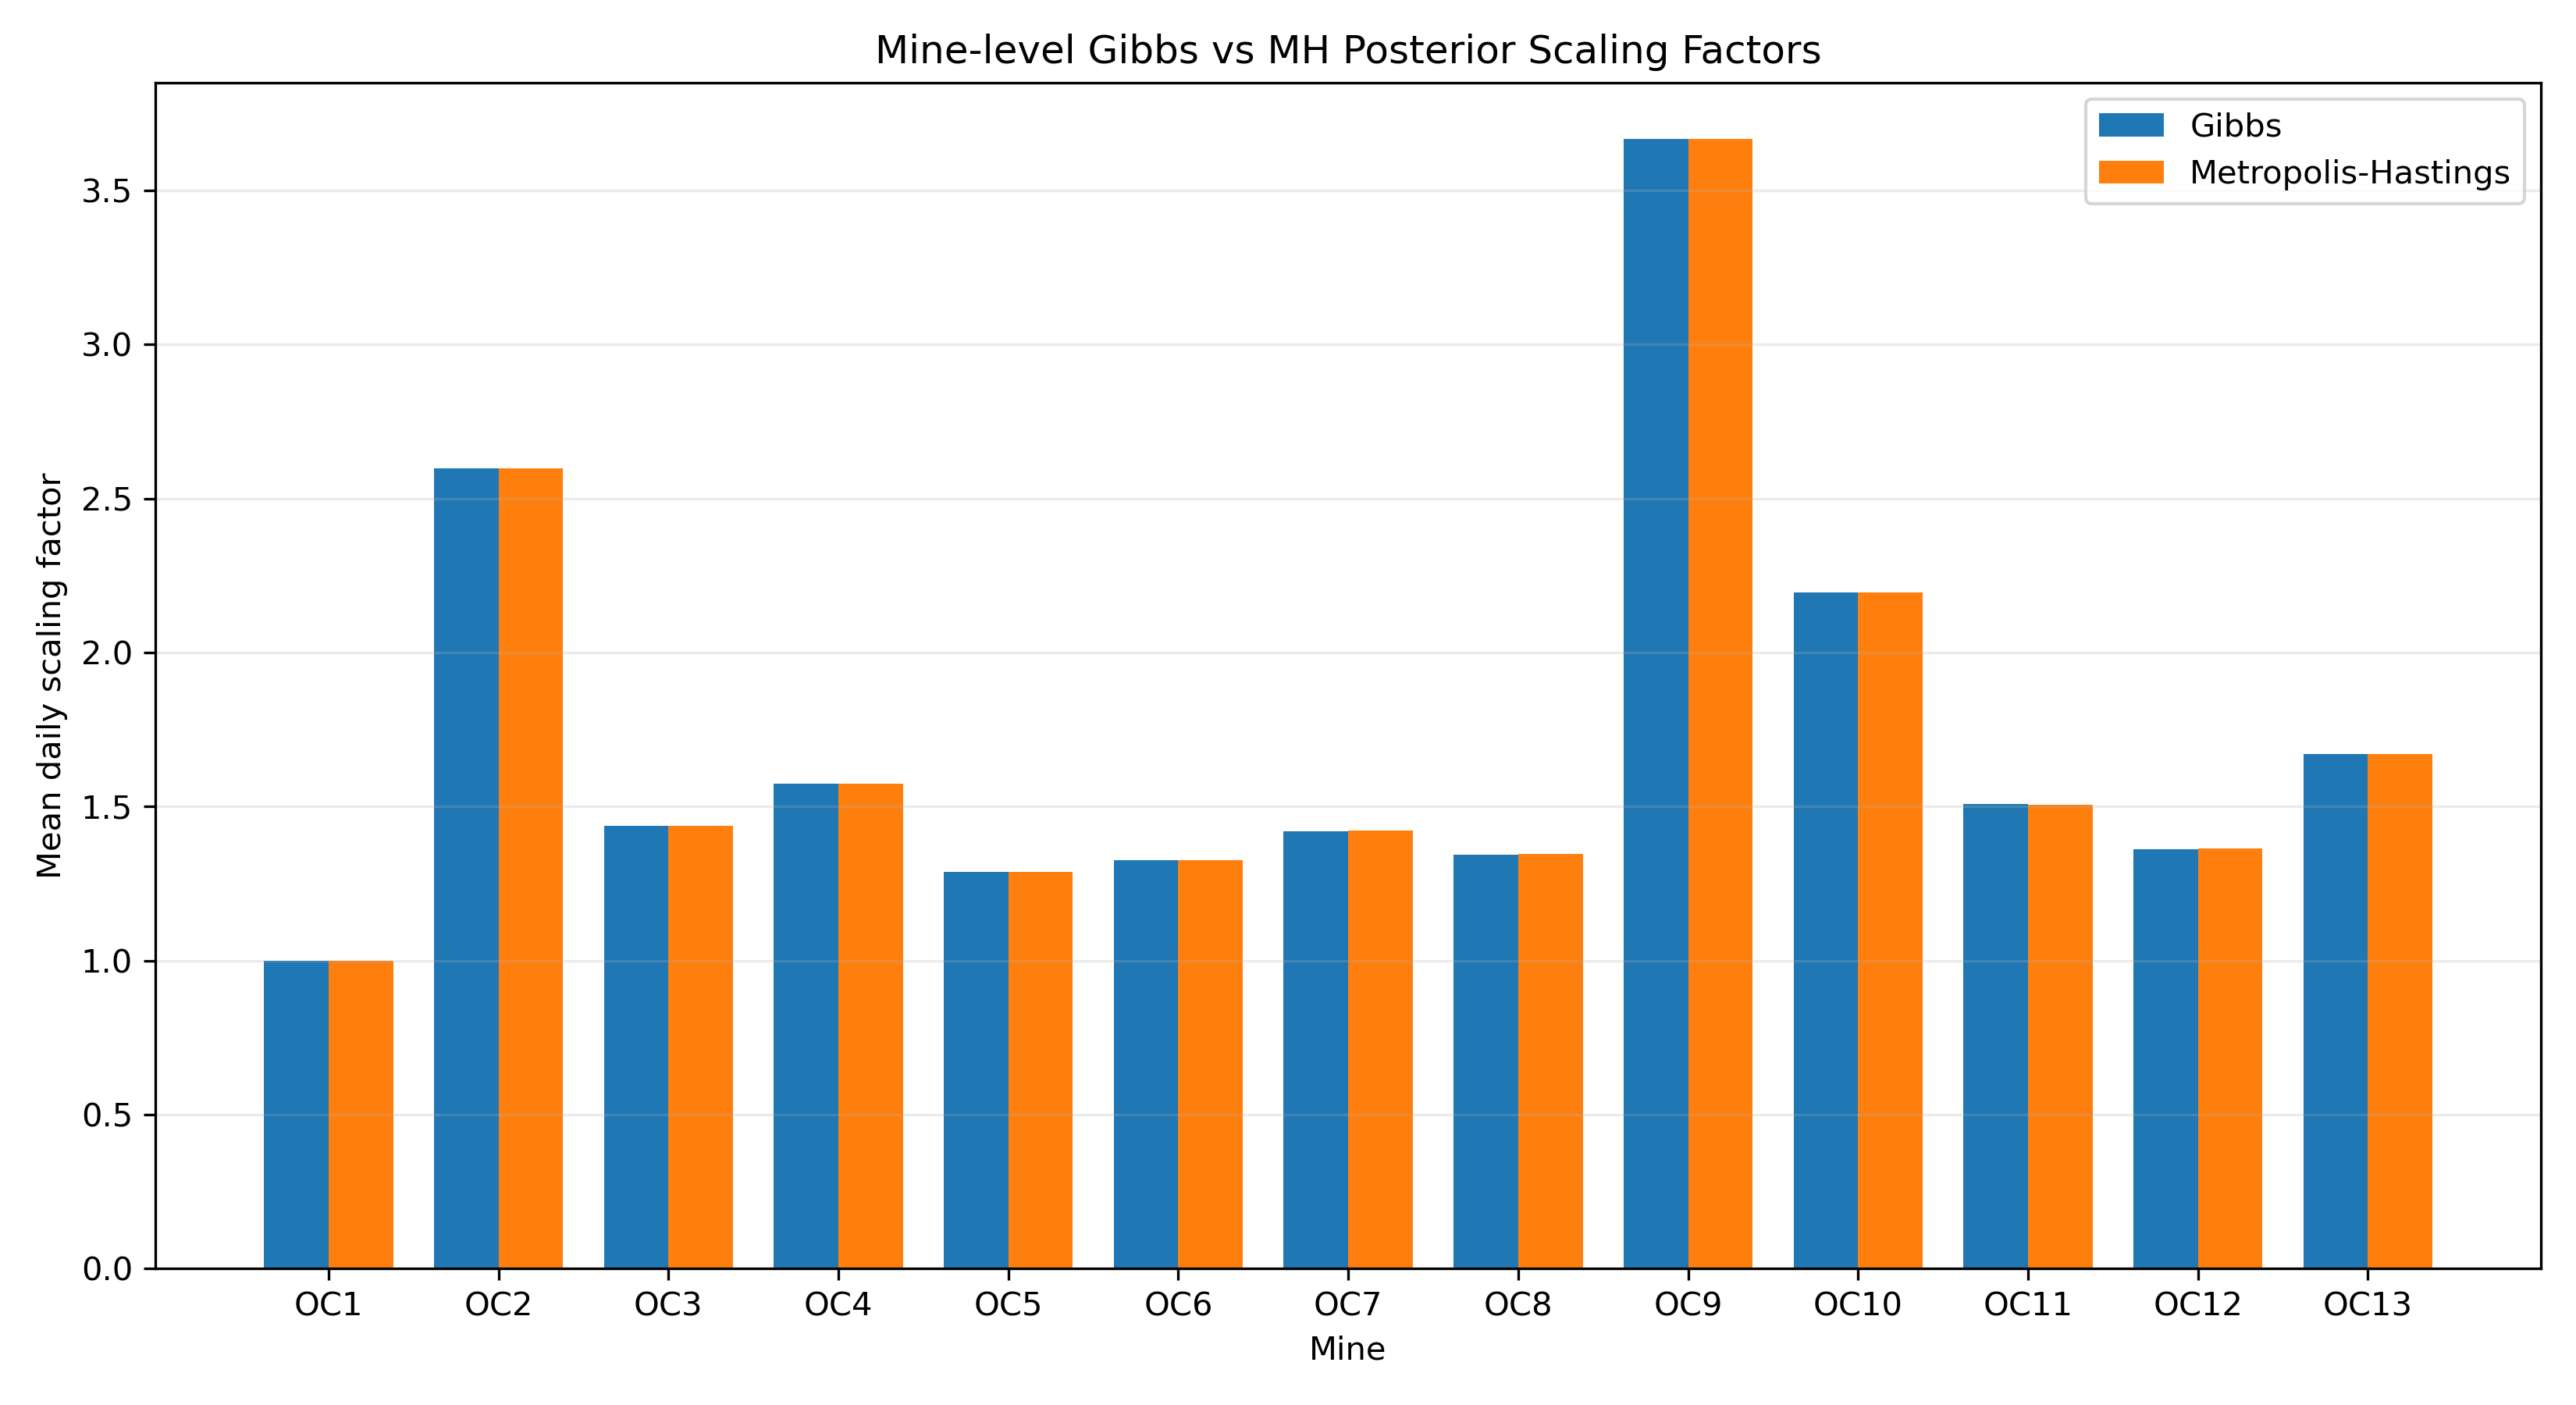 Mine-level Gibbs vs MH Posterior Scaling Factors
Gibbs
Metropolis-Hastings
Mean daily scaling factor
3.5
3.0
2.5
2.0
1.5
1.0
0.5
0.0
OC1 OC2 OC3 OC4 OC5 OC6 OC7 OC8 OC9 OC10 OC11 OC12 OC13
Mine